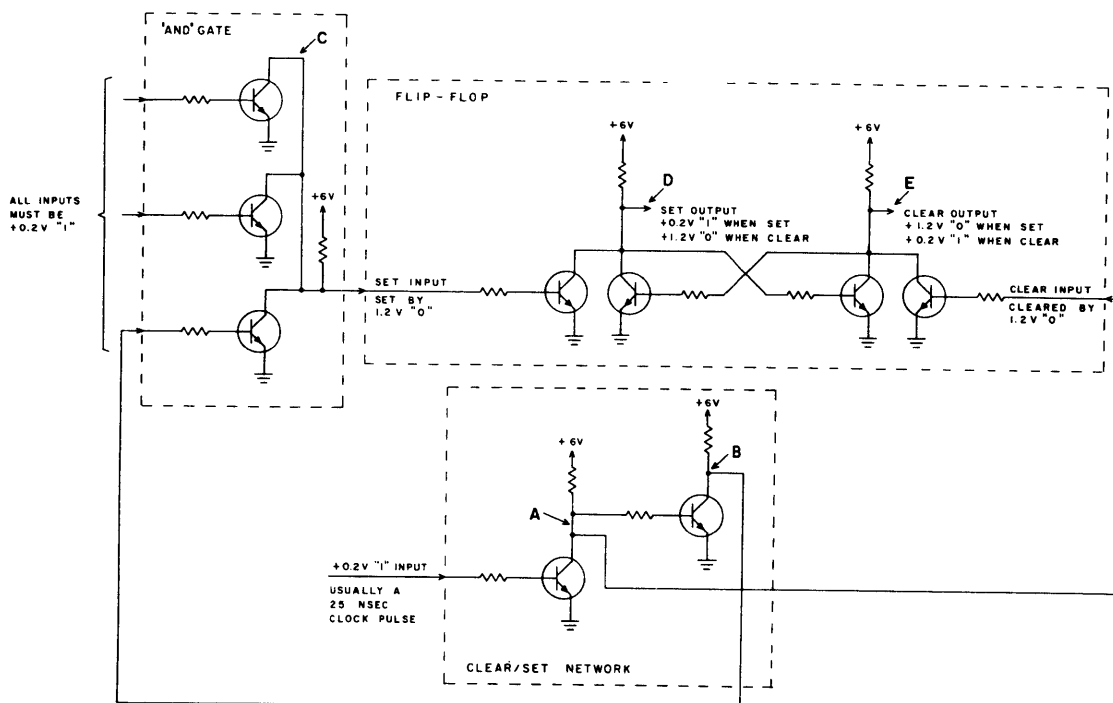 "AND" GATE
C
ALL INPUTS
MUST BE
+0.2V "1"
+6V
FLIP-FLOP
+6V
D
SET OUTPUT
+0.2V "1" WHEN SET
+1.2V "0" WHEN CLEAR
+6V
E
CLEAR OUTPUT
+1.2V "0" WHEN SET
+0.2V "1" WHEN CLEAR
SET INPUT
SET BY
1.2V "0"
CLEAR INPUT
CLEARED BY
1.2V "0"
+6V
B
+6V
A
+0.2V "1" INPUT
USUALLY A
25 NSEC
CLOCK PULSE
CLEAR/SET NETWORK